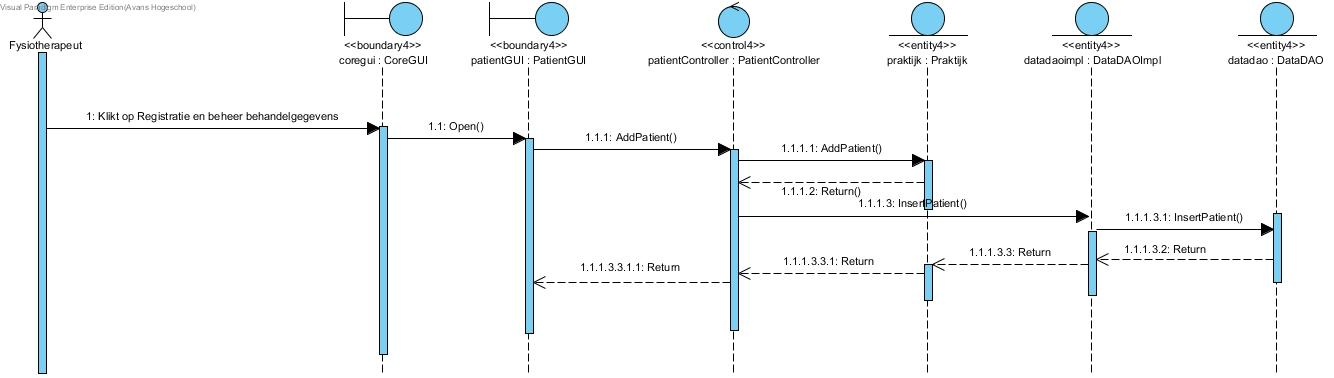 Visual Paradigm Enterprise Edition(Avans Hogeschool)
Fysiotherapeut
<<boundary4>>
coregui : CoreGUI
<<boundary4>>
patientGUI : PatientGUI
<<control4>>
patientController : PatientController
<<entity4>>
praktijk : Praktijk
<<entity4>>
datadaoimpl : DataDAOImpl
<<entity4>>
datadao : DataDAO
1: Klikt op Registratie en beheer behandelgegevens
1.1: Open()
1.1.1: AddPatient()
1.1.1.1: AddPatient()
1.1.1.2: Return()
1.1.1.3: InsertPatient()
1.1.1.3.1: InsertPatient()
1.1.1.3.2: Return
1.1.1.3.3: Return
1.1.1.3.3.1: Return
1.1.1.3.3.1.1: Return